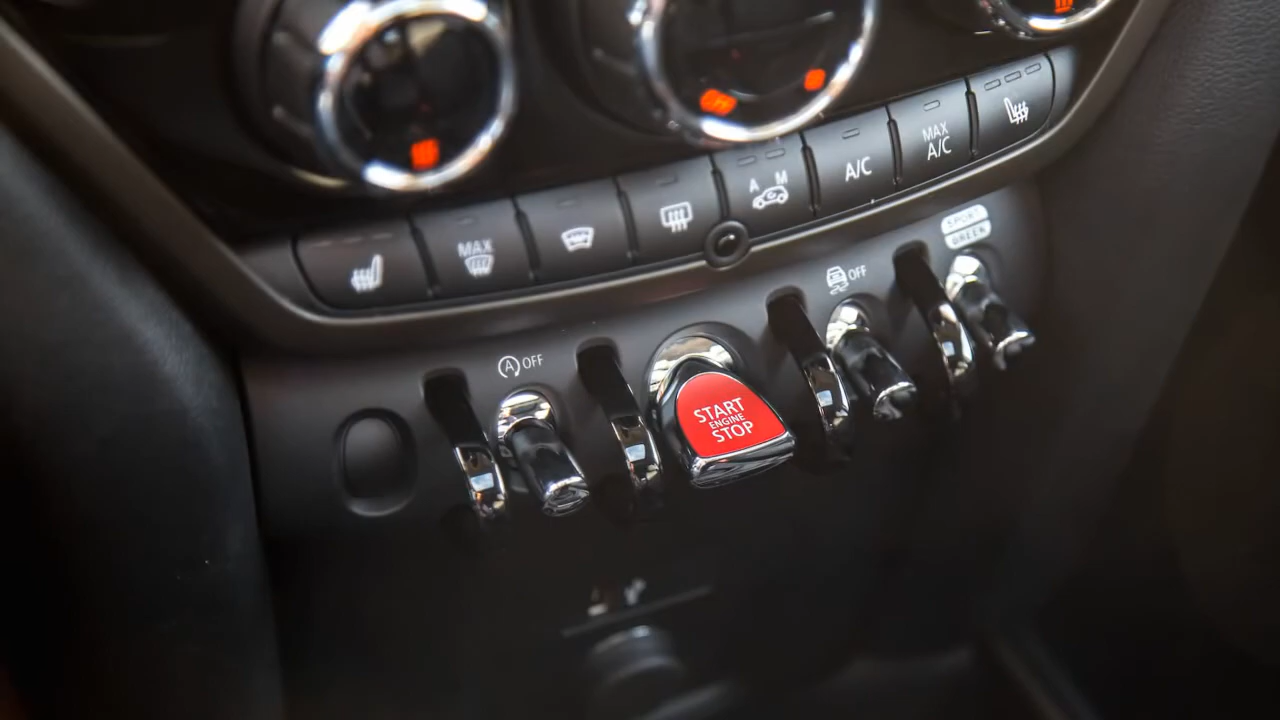 MAX
A M
A/C
MAX
A/C
A OFF
START
ENGINE
STOP
OFF
SPORT
GREEN